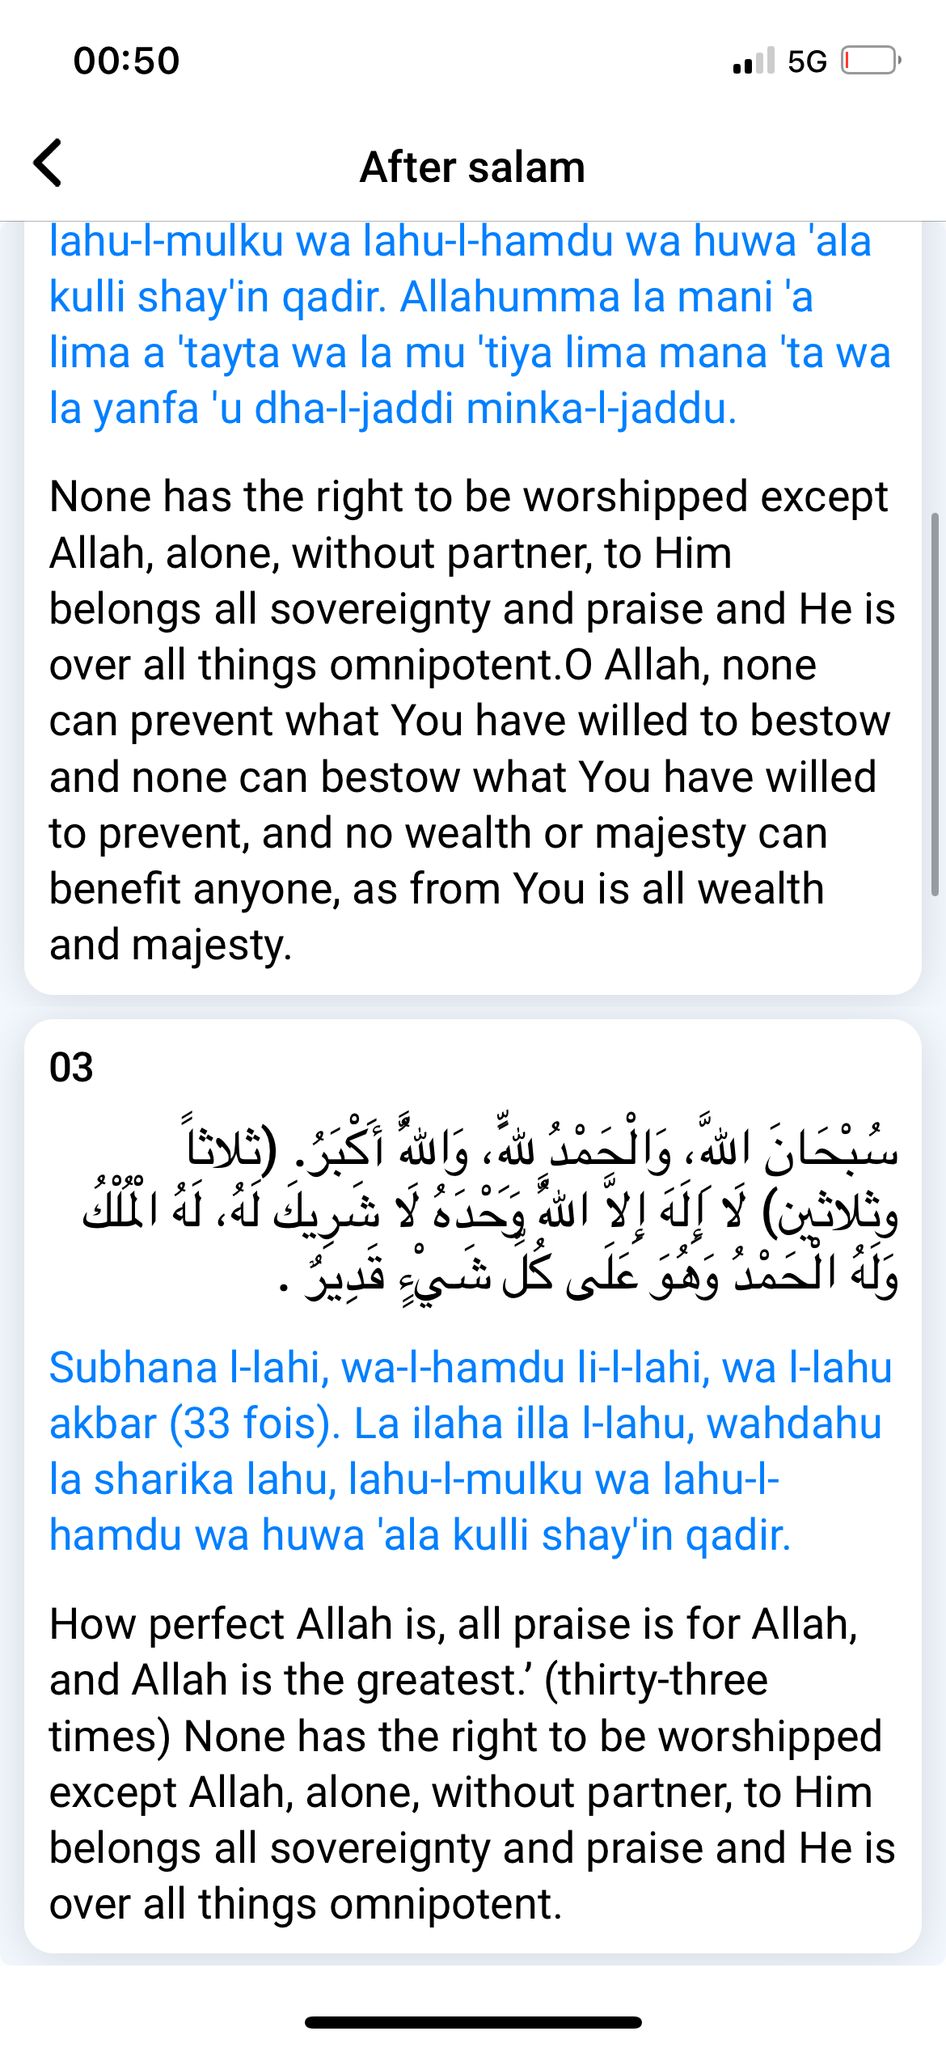 00:50
5G
After salam
lahu-l-mulku wa lahu-l-hamdu wa huwa 'ala
kulli shay'in qadir. Allahumma la mani 'a
lima a 'tayta wa la mu 'tiya lima mana 'ta wa
la yanfa 'u dha-l-jaddi minka-l-jaddu.
None has the right to be worshipped except
Allah, alone, without partner, to Him
belongs all sovereignty and praise and He is
over all things omnipotent.O Allah, none
can prevent what You have willed to bestow
and none can bestow what You have willed
to prevent, and no wealth or majesty can
benefit anyone, as from You is all wealth
and majesty.
03
سُبْحَانَ اللهَّ، وَالْحَمْدُ للهِّ، وَاللهُّ أَكْبَرُ. (ثلاثاً
وثلاثين) لَا إِلَهَ إِلاَّ اللهُّ وَحْدَهُ لَا شَرِيكَ لَهُ، لَهُ الْمُلْكُ
وَلَهُ الْحَمْدُ وَهُوَ عَلَى كُلِّ شَيْءٍ قَدِيرٌ .
Subhana l-lahi, wa-l-hamdu li-l-lahi, wa l-lahu
akbar (33 fois). La ilaha illa l-lahu, wahdahu
la sharika lahu, lahu-l-mulku wa lahu-l-
hamdu wa huwa 'ala kulli shay'in qadir.
How perfect Allah is, all praise is for Allah,
and Allah is the greatest.’ (thirty-three
times) None has the right to be worshipped
except Allah, alone, without partner, to Him
belongs all sovereignty and praise and He is
over all things omnipotent.